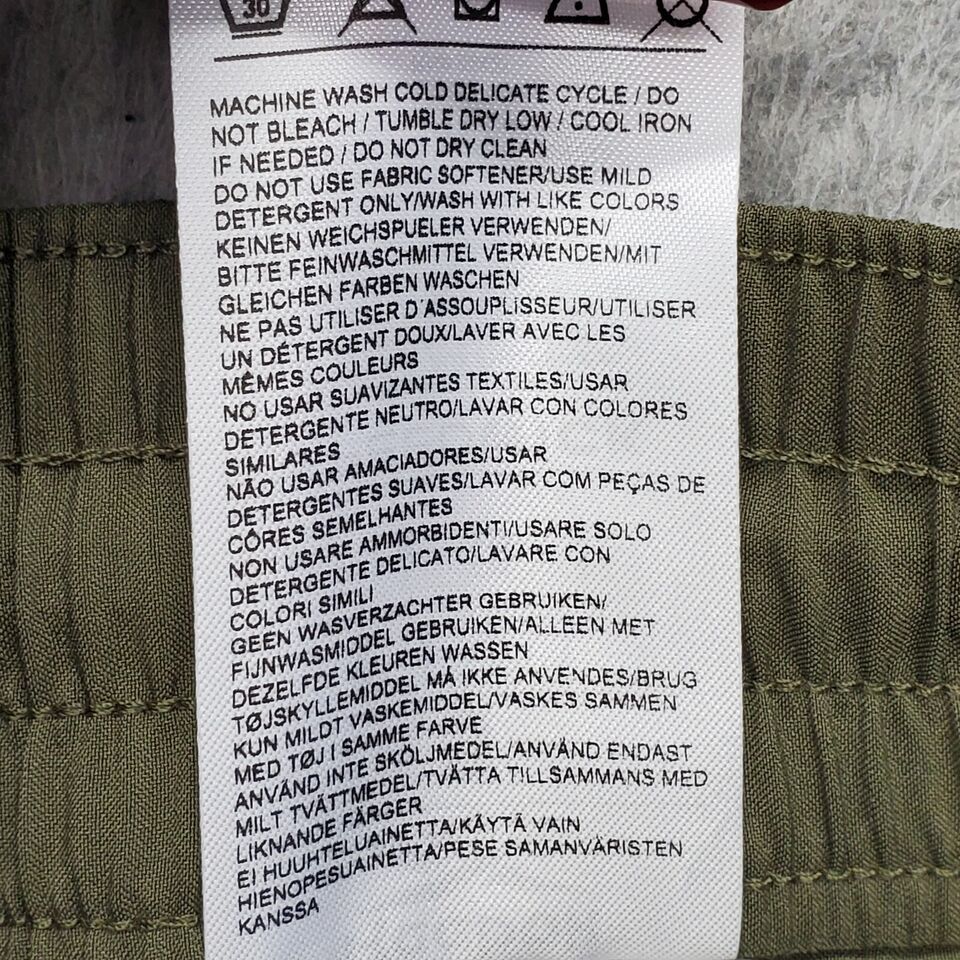 30
MACHINE WASH COLD DELICATE CYCLE / DO
NOT BLEACH / TUMBLE DRY LOW / COOL IRON
IF NEEDED / DO NOT DRY CLEAN
DO NOT USE FABRIC SOFTENER/USE MILD
DETERGENT ONLY/WASH WITH LIKE COLORS
KEINEN WEICHSPUELER VERWENDEN/
BITTE FEINWASCHMITTEL VERWENDEN/MIT
GLEICHEN FARBEN WASCHEN
NE PAS UTILISER D'ASSOUPLISSEUR/UTILISER
UN DÉTERGENT DOUX/LAVER AVEC LES
MÊMES COULEURS
NO USAR SUAVIZANTES TEXTILES/USAR
DETERGENTE NEUTRO/LAVAR CON COLORES
SIMILARES
NÃO USAR AMACIADORES/USAR
DETERGENTES SUAVES/LAVAR COM PEÇAS DE
CÔRES SEMELHANTES
NON USARE AMMORBIDENTI/USARE SOLO
DETERGENTE DELICATO/LAVARE CON
COLORI SIMILI
GEEN WASVERZACHTER GEBRUIKEN/
FIJNWASMIDDEL GEBRUIKEN/ALLEEN MET
DEZELFDE KLEUREN WASSEN
TØJSKYLLEMIDDEL MÅ IKKE ANVENDES/BRUG
KUN MILDT VASKEMIDDEL/VASKES SAMMEN
MED TØJ I SAMME FARVE
ANVÄND INTE SKÖLJMEDEL/ANVÄND ENDAST
MILT TVÄTTMEDEL/TVÄTTA TILLSAMMANS MED
LIKNANDE FÄRGER
EI HUUHTELUAINETTA/KÄYTÄ VAIN
HIENOPESUAINETTA/PESE SAMANVÄRISTEN
KANSSA